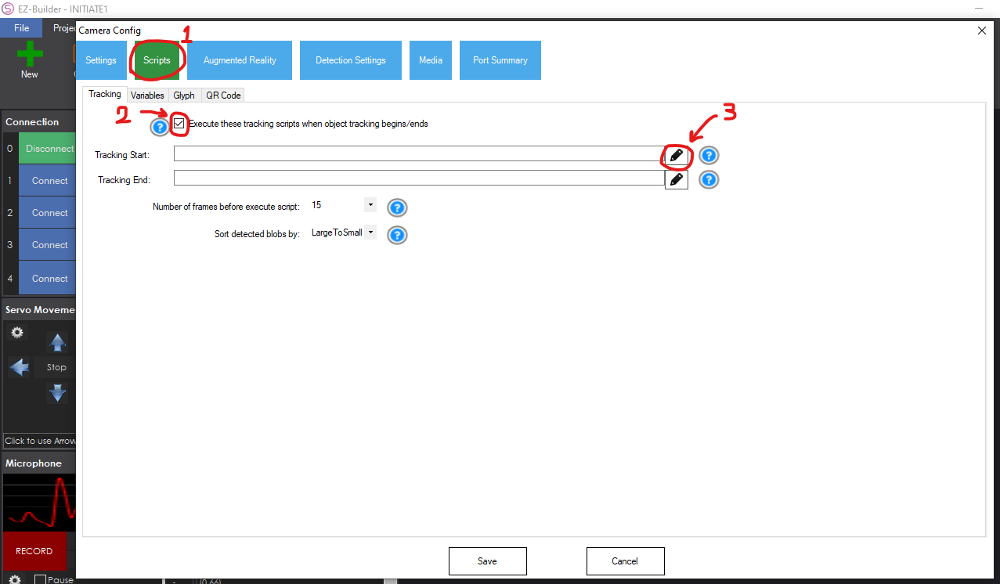 EZ-Builder - INITIATE1
File Projec
New
Camera Config
1
Settings Scripts Augmented Reality Detection Settings Media Port Summary
Tracking Variables Glyph QR Code
2
Execute these tracking scripts when object tracking begins/ends
3
Tracking Start:
Tracking End:
Number of frames before execute script: 15
Sort detected blobs by: LargeToSmall
Connection
0 Disconnect
1 Connect
2 Connect
3 Connect
4 Connect
Servo Moveme
Stop
Click to use Arrow
Microphone
RECORD
Pause
Save Cancel